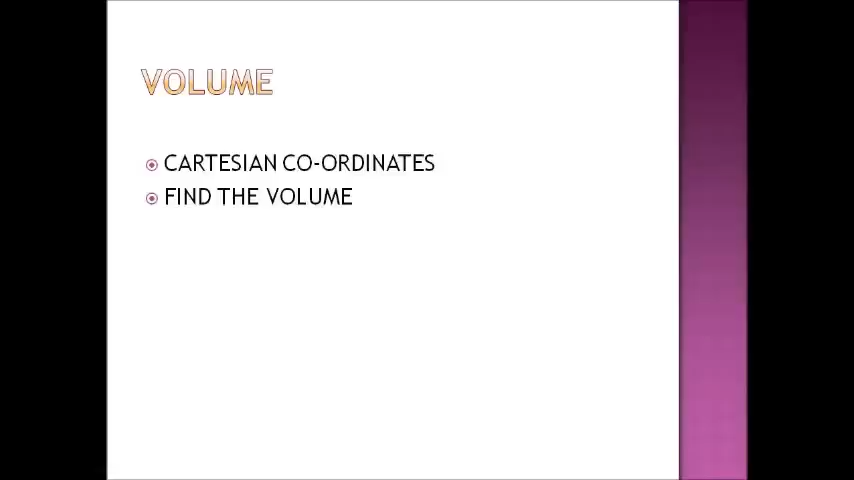 VOLUME
CARTESIAN CO-ORDINATES
FIND THE VOLUME